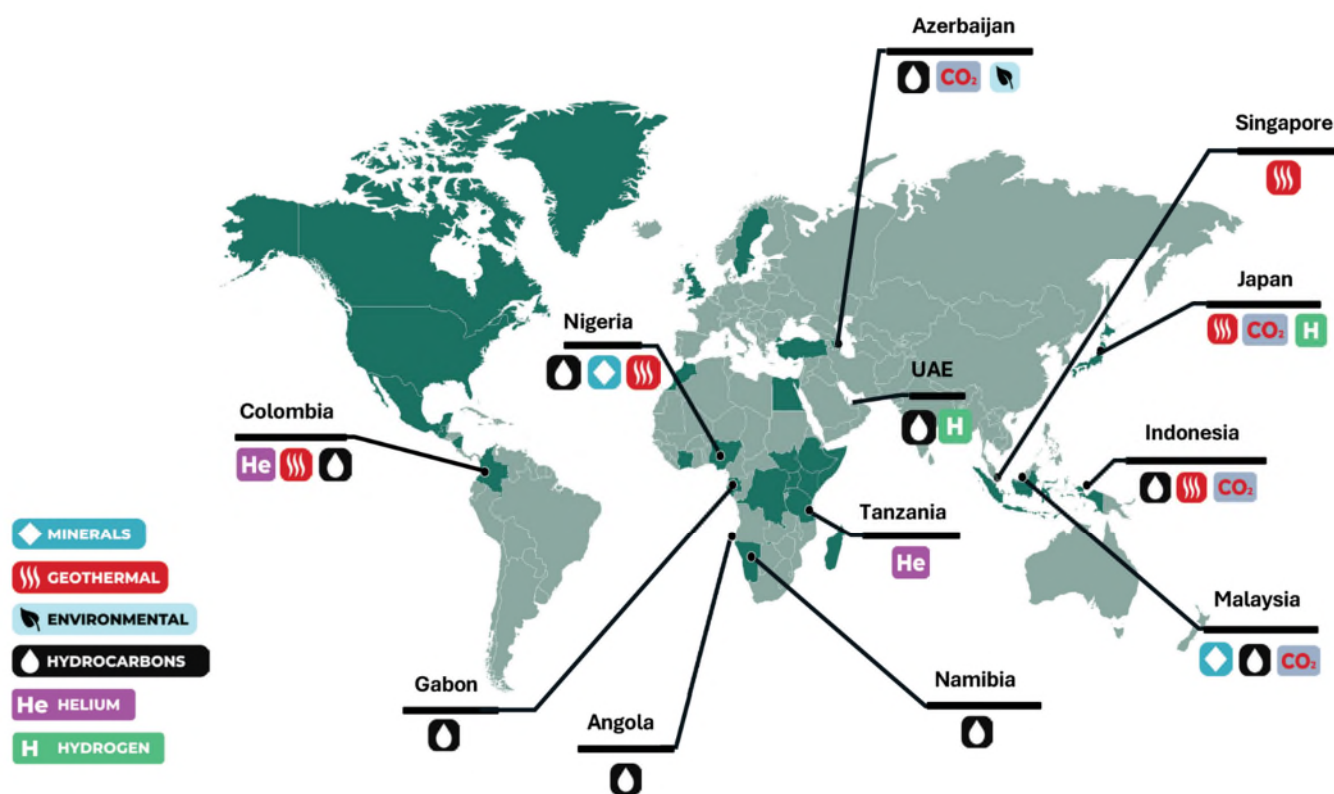 Azerbaijan
CO₂
Singapore
Japan
CO₂ H
Nigeria
UAE
H
Colombia
He
Indonesia
CO₂
Tanzania
He
MINERALS
GEOTHERMAL
ENVIRONMENTAL
HYDROCARBONS
He HELIUM
H HYDROGEN
Malaysia
CO₂
Gabon
Angola
Namibia